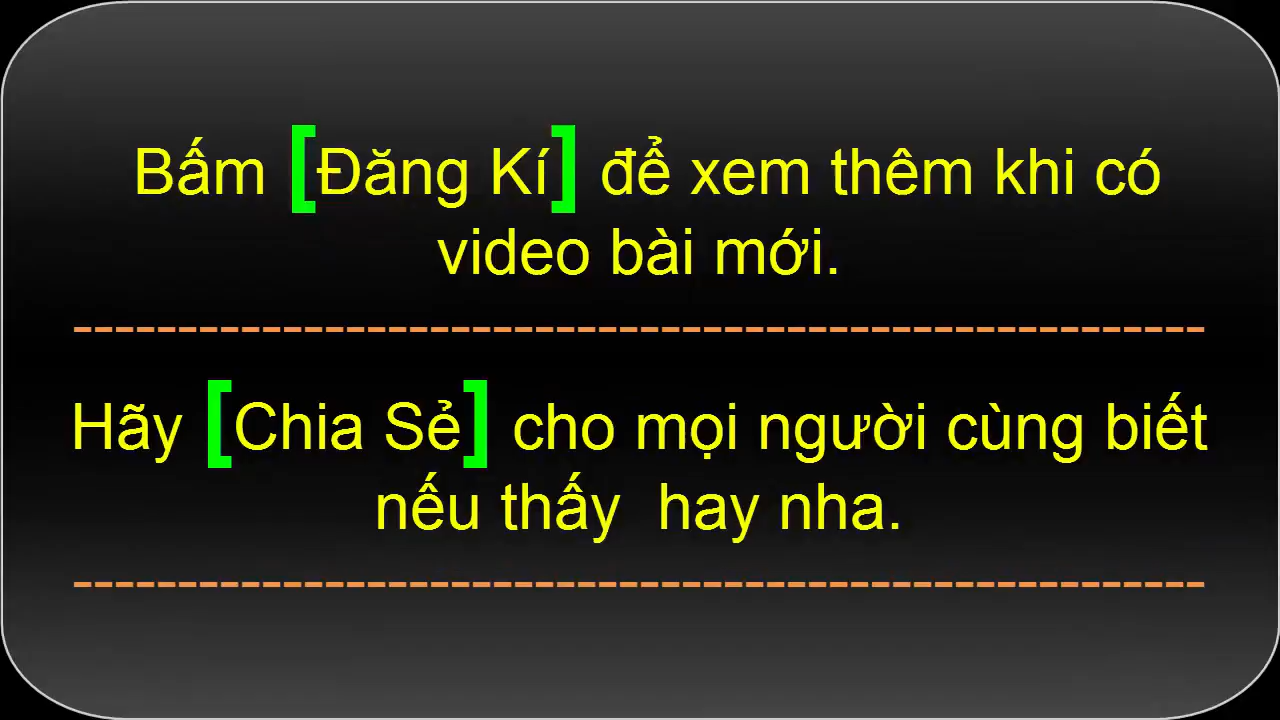 Bấm [Đăng Kí] để xem thêm khi có
video bài mới.
------------------------------------------------------
Hãy [Chia Sẻ] cho mọi người cùng biết
nếu thấy  hay nha.
------------------------------------------------------